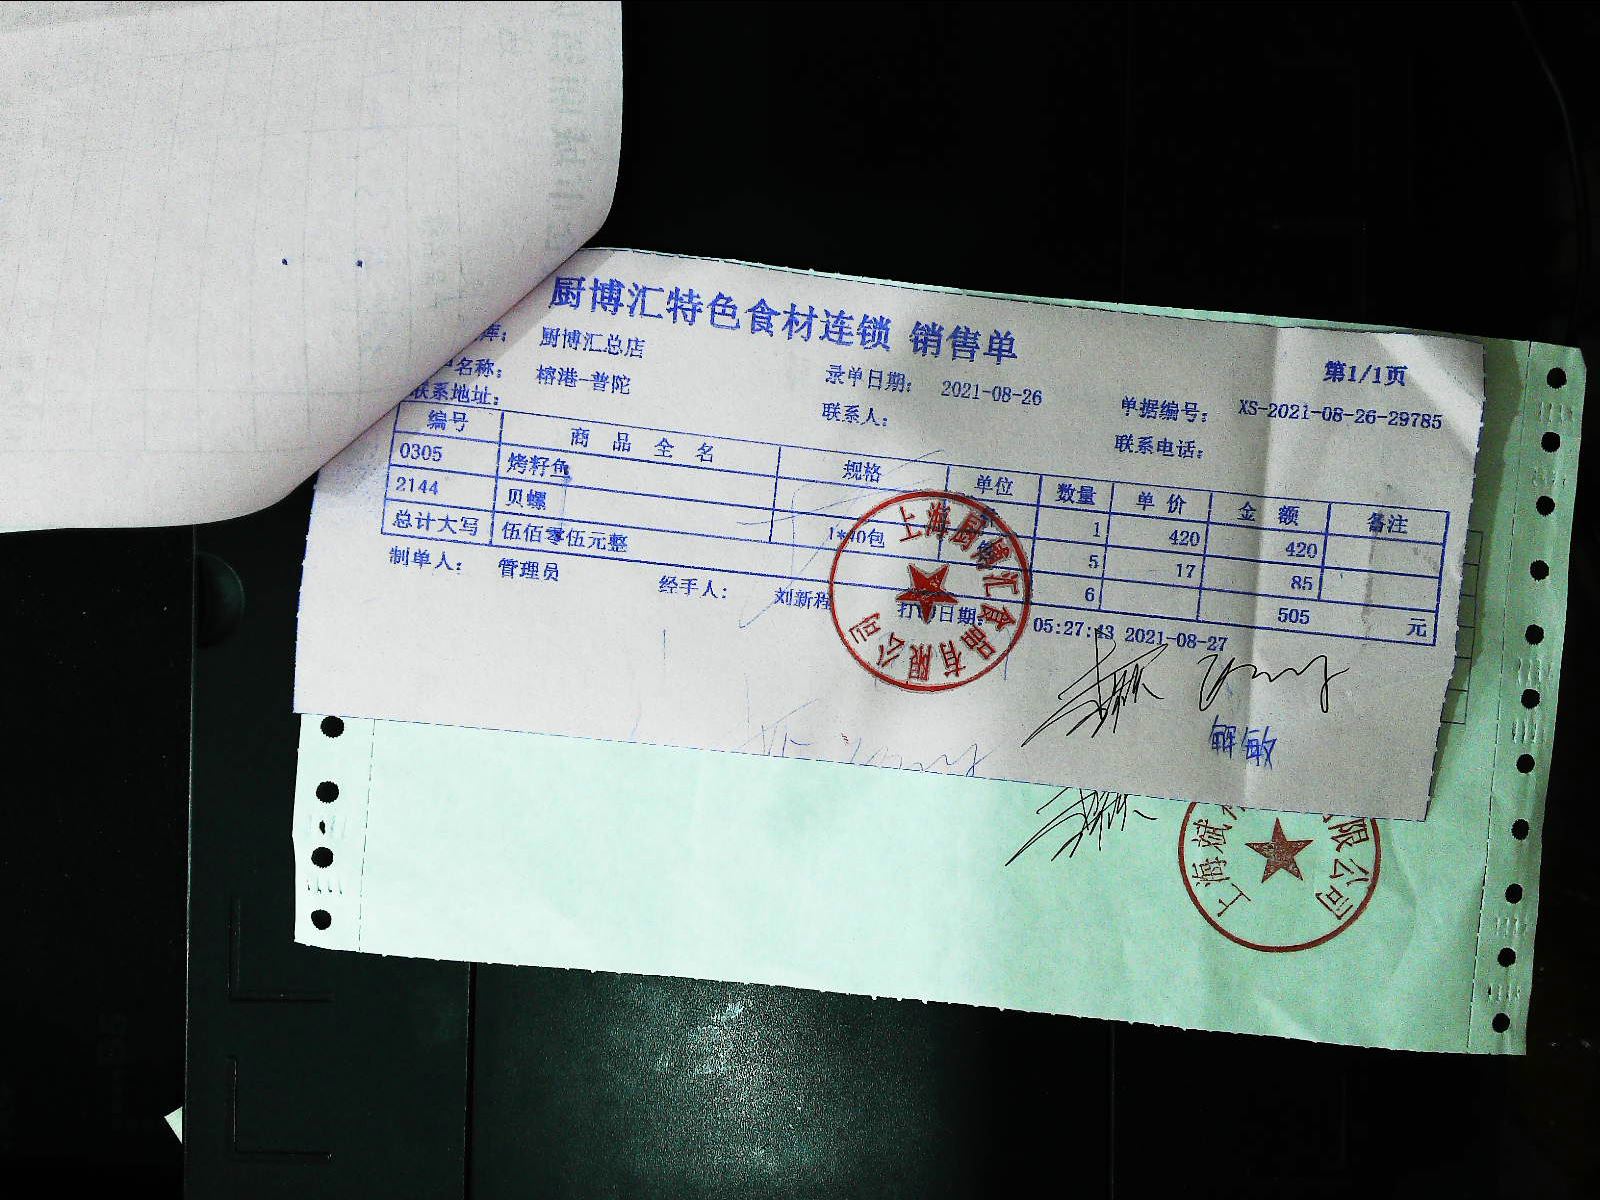 厨博汇特色食材连锁 销售单
第1/1页
库： 厨博汇总店
名称： 榕港-普陀 录单日期： 2021-08-26 单据编号： XS-2021-08-26-29785
联系地址： 联系人： 联系电话：
编号 商品全名 规格 单位 数量 单价 金额 备注
0305 烤籽鱼 1 420 420
2144 贝螺 1*40包 5 17 85
总计大写 伍佰零伍元整 6 505 元
制单人： 管理员 经手人： 刘新程 打印日期： 05:27:43 2021-08-27
上海厨博汇食品有限公司
解敏
上海斌 限公司